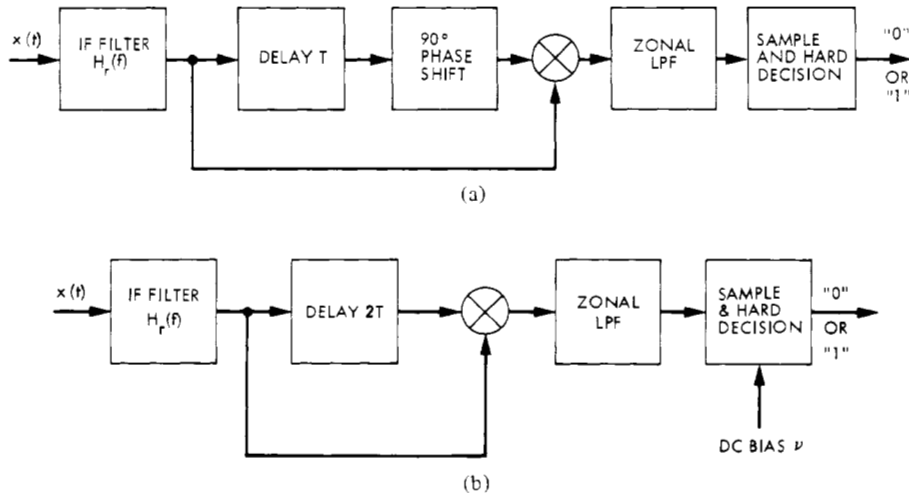 x(t)
IF FILTER
H_r(f)
DELAY T
90°
PHASE
SHIFT
ZONAL
LPF
SAMPLE
AND HARD
DECISION
"0"
OR
"1"
(a)
x(t)
IF FILTER
H_r(f)
DELAY 2T
ZONAL
LPF
SAMPLE
& HARD
DECISION
"0"
OR
"1"
DC BIAS ν
(b)